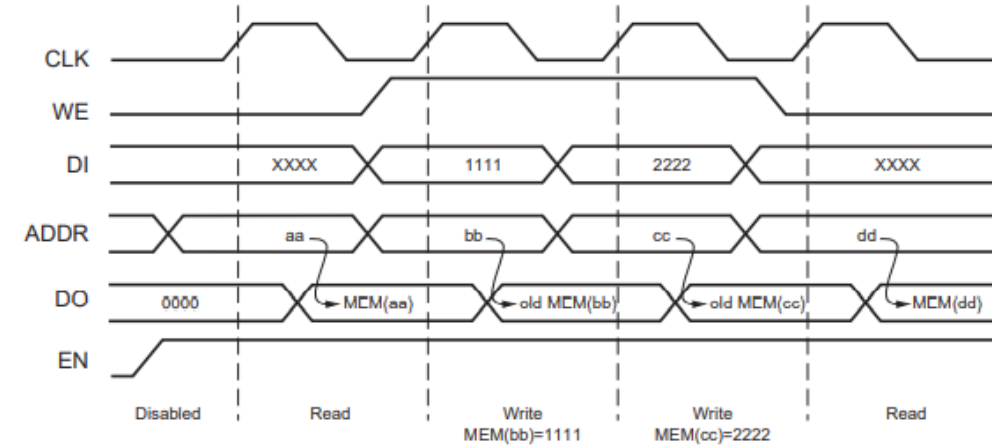 CLK
WE
DI XXXX 1111 2222 XXXX
ADDR aa bb cc dd
DO 0000 MEM(aa) old MEM(bb) old MEM(cc) MEM(dd)
EN
Disabled Read Write Write Read
MEM(bb)=1111 MEM(cc)=2222